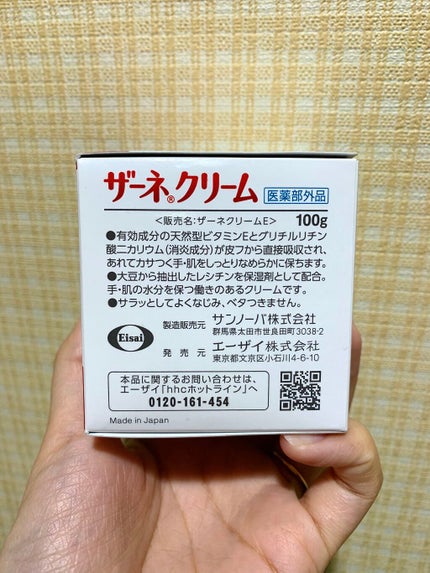 ザーネ®クリーム 医薬部外品
<販売名:ザーネクリームE> 100g
●有効成分の天然型ビタミンEとグリチルリチン
酸二カリウム(消炎成分)が皮フから直接吸収され、
あれてカサつく手・肌をしっとりなめらかに保ちます。
●大豆から抽出したレシチンを保湿剤として配合。
手・肌の水分を保つ働きのあるクリームです。
●サラッとしてよくなじみ、ベタつきません。
Eisai
製造販売元 サンノーバ株式会社
群馬県太田市世良田町3038-2
発売元 エーザイ株式会社
東京都文京区小石川4-6-10
本品に関するお問い合わせは、
エーザイ「hhcホットライン」へ
0120-161-454
Made in Japan